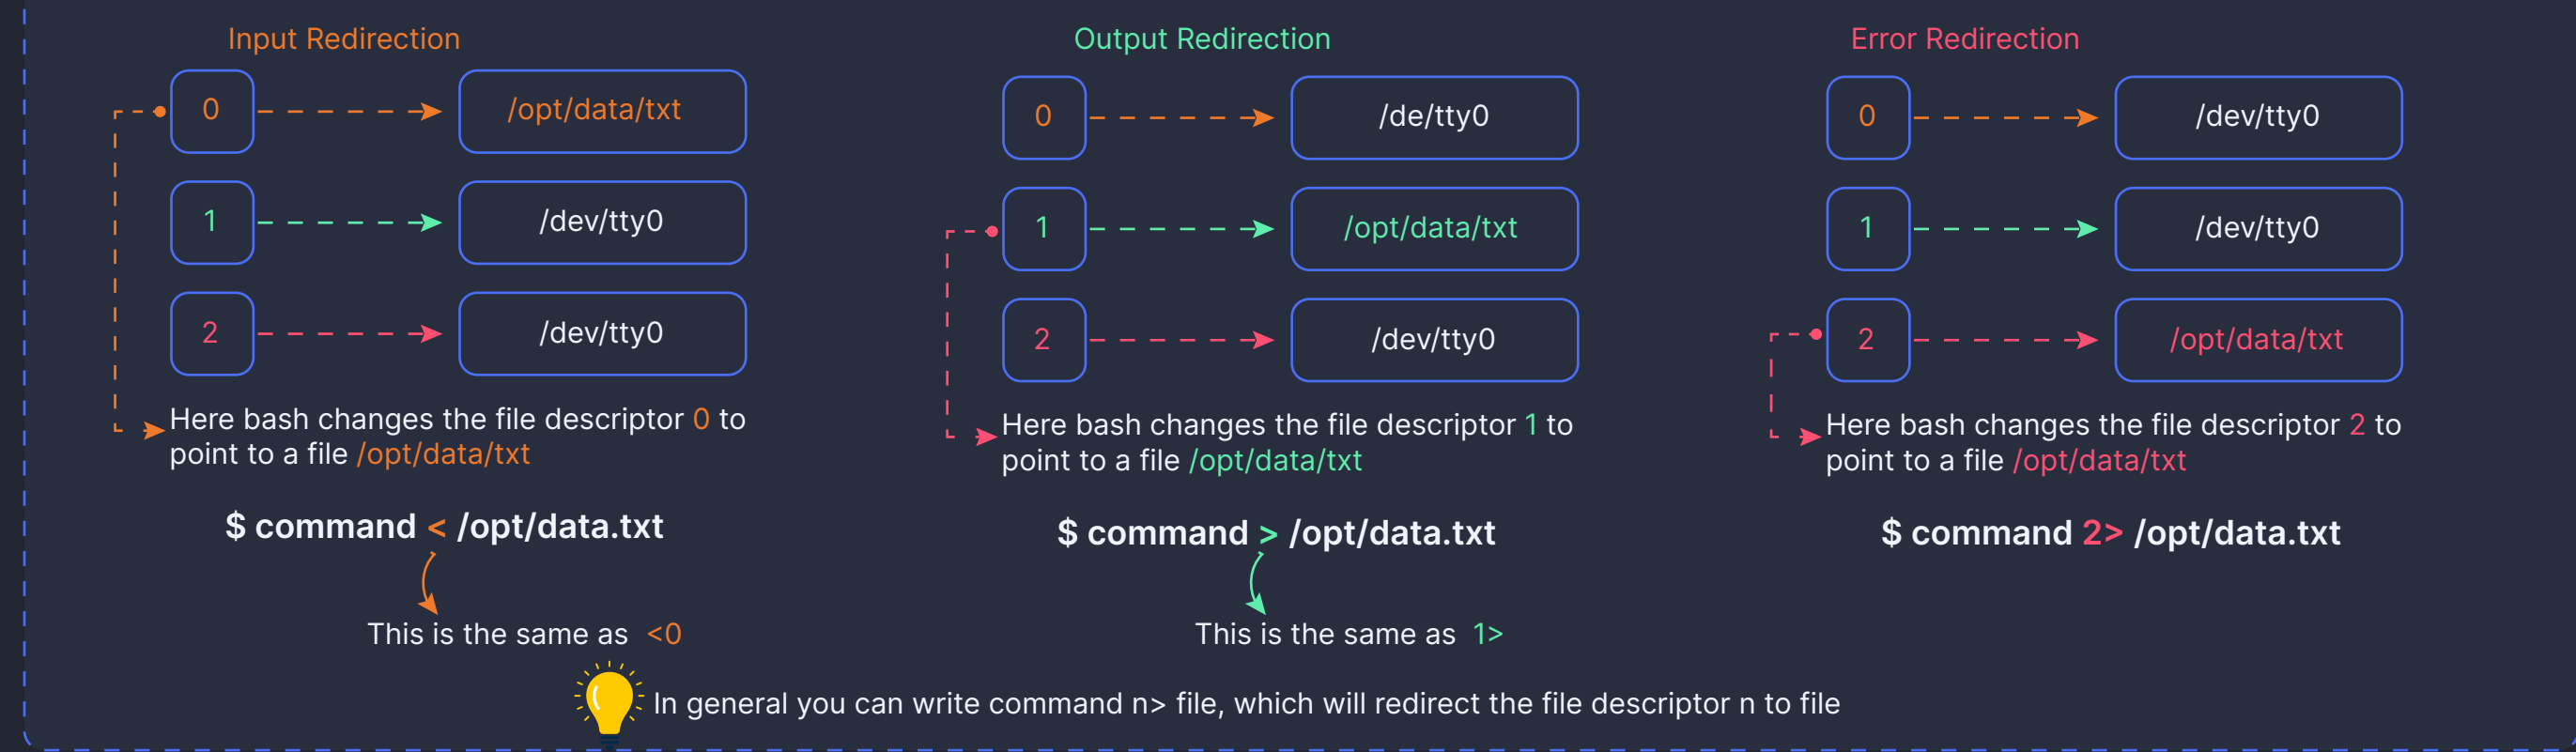 Input Redirection
0
/opt/data/txt
1
/dev/tty0
2
/dev/tty0
Here bash changes the file descriptor 0 to
point to a file /opt/data/txt
$ command < /opt/data.txt
This is the same as <0
Output Redirection
0
/de/tty0
1
/opt/data/txt
2
/dev/tty0
Here bash changes the file descriptor 1 to
point to a file /opt/data/txt
$ command > /opt/data.txt
This is the same as 1>
Error Redirection
0
/dev/tty0
1
/dev/tty0
2
/opt/data/txt
Here bash changes the file descriptor 2 to
point to a file /opt/data/txt
$ command 2> /opt/data.txt
In general you can write command n> file, which will redirect the file descriptor n to file